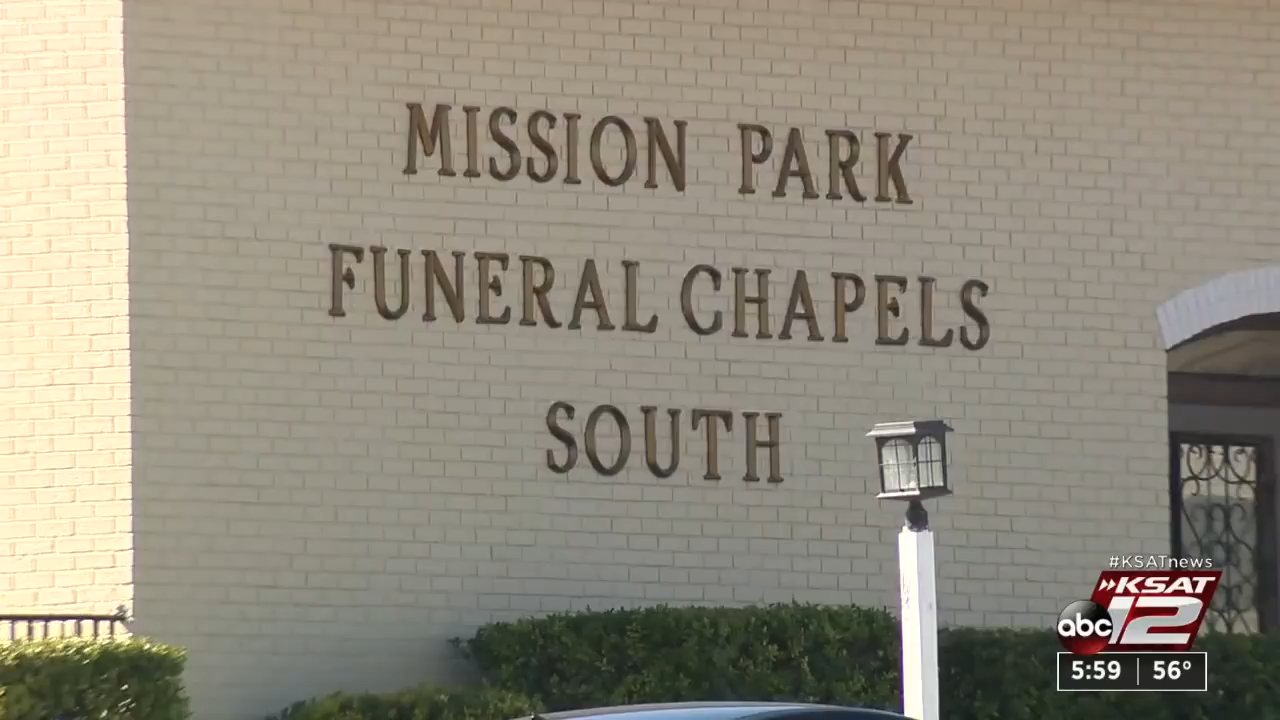 MISSION PARK
FUNERAL CHAPELS
SOUTH
#KSATnews
KSAT
abc 12
5:59 56°